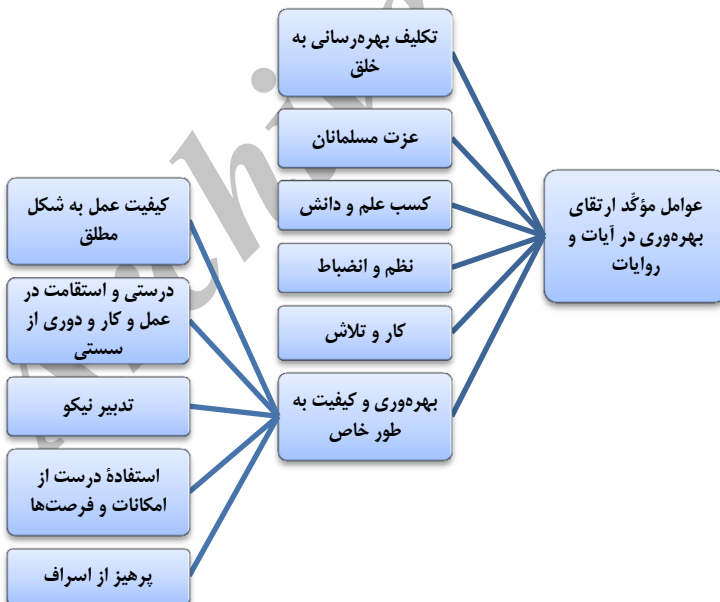 عوامل مؤکّد ارتقای
بهره‌وری در آیات و
روایات
تکلیف بهره‌رسانی به
خلق
عزت مسلمانان
کسب علم و دانش
نظم و انضباط
کار و تلاش
بهره‌وری و کیفیت به
طور خاص
کیفیت عمل به شکل
مطلق
درستی و استقامت در
عمل و کار و دوری از
سستی
تدبیر نیکو
استفادهٔ درست از
امکانات و فرصت‌ها
پرهیز از اسراف